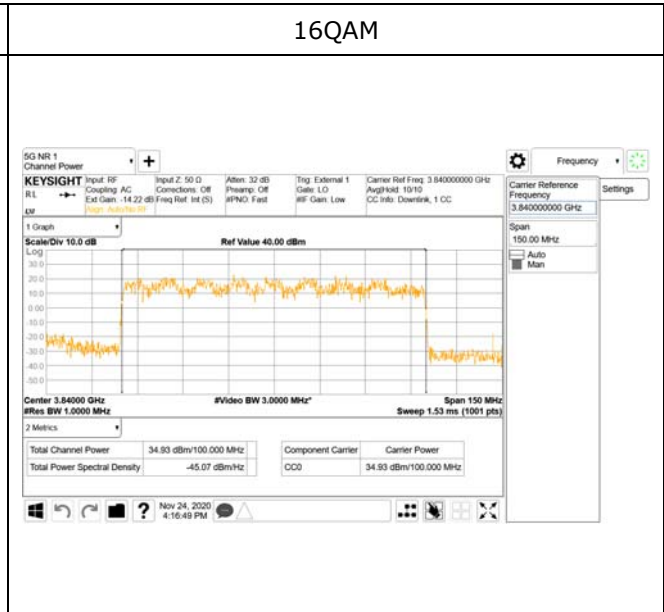 16QAM
5G NR 1
Channel Power
Frequency
KEYSIGHT
RL
Input: RF
Coupling: AC
Ext Gain: -14.22 dB
Align: Auto/No RF
Input Z: 50 Ω
Corrections: Off
Freq Ref: Int (S)
Atten: 32 dB
Preamp: Off
#PNO: Fast
Trig: External 1
Gate: LO
#IF Gain: Low
Carrier Ref Freq: 3.840000000 GHz
Avg|Hold: 10/10
CC Info: Downlink, 1 CC
Carrier Reference
Frequency
3.840000000 GHz
Settings
Span
150.00 MHz
Auto
Man
1 Graph
Scale/Div 10.0 dB
Ref Value 40.00 dBm
Log
30.0
20.0
10.0
0.00
-10.0
-20.0
-30.0
-40.0
-50.0
Center 3.84000 GHz
#Video BW 3.0000 MHz*
Span 150 MHz
#Res BW 1.0000 MHz
Sweep 1.53 ms (1001 pts)
2 Metrics
Total Channel Power 34.93 dBm/100.000 MHz
Total Power Spectral Density -45.07 dBm/Hz
Component Carrier Carrier Power
CC0 34.93 dBm/100.000 MHz
?
Nov 24, 2020
4:16:49 PM